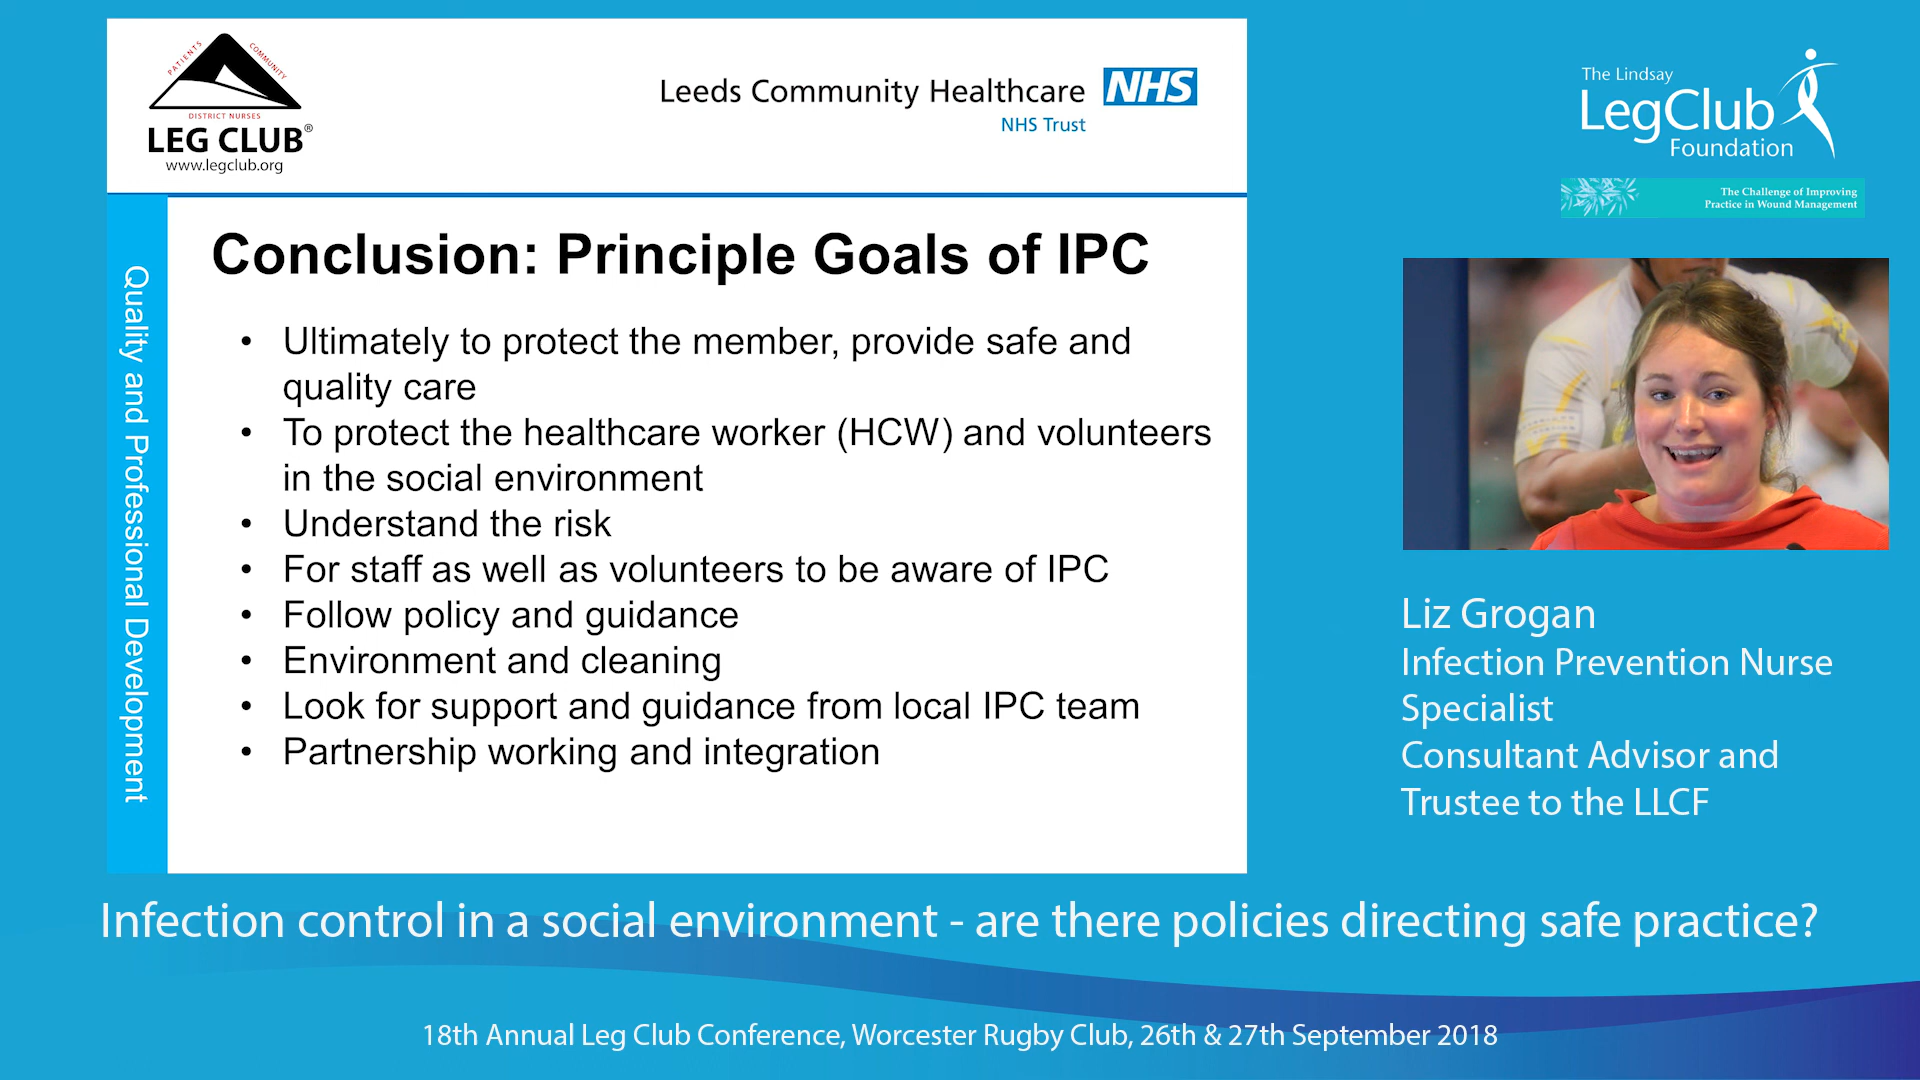 PATIENTS
COMMUNITY
DISTRICT NURSES
LEG CLUB®
www.legclub.org
Leeds Community Healthcare NHS
NHS Trust
Quality and Professional Development
Conclusion: Principle Goals of IPC
• Ultimately to protect the member, provide safe and
quality care
• To protect the healthcare worker (HCW) and volunteers
in the social environment
• Understand the risk
• For staff as well as volunteers to be aware of IPC
• Follow policy and guidance
• Environment and cleaning
• Look for support and guidance from local IPC team
• Partnership working and integration
The Lindsay
LegClub
Foundation
The Challenge of Improving
Practice in Wound Management
Liz Grogan
Infection Prevention Nurse
Specialist
Consultant Advisor and
Trustee to the LLCF
Infection control in a social environment - are there policies directing safe practice?
18th Annual Leg Club Conference, Worcester Rugby Club, 26th & 27th September 2018